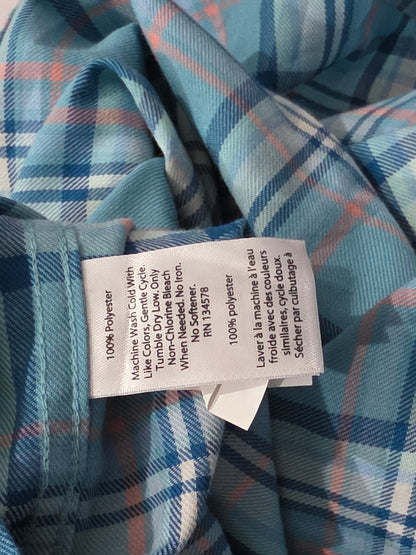 100% Polyester
Machine Wash Cold With
Like Colors, Gentle Cycle.
Tumble Dry Low. Only
Non-Chlorine Bleach
When Needed. No Iron.
No Softener.
RN 134578
100% polyester
Laver à la machine à l'eau
froide avec des couleurs
similaires, cycle doux.
Sécher par culbutage à